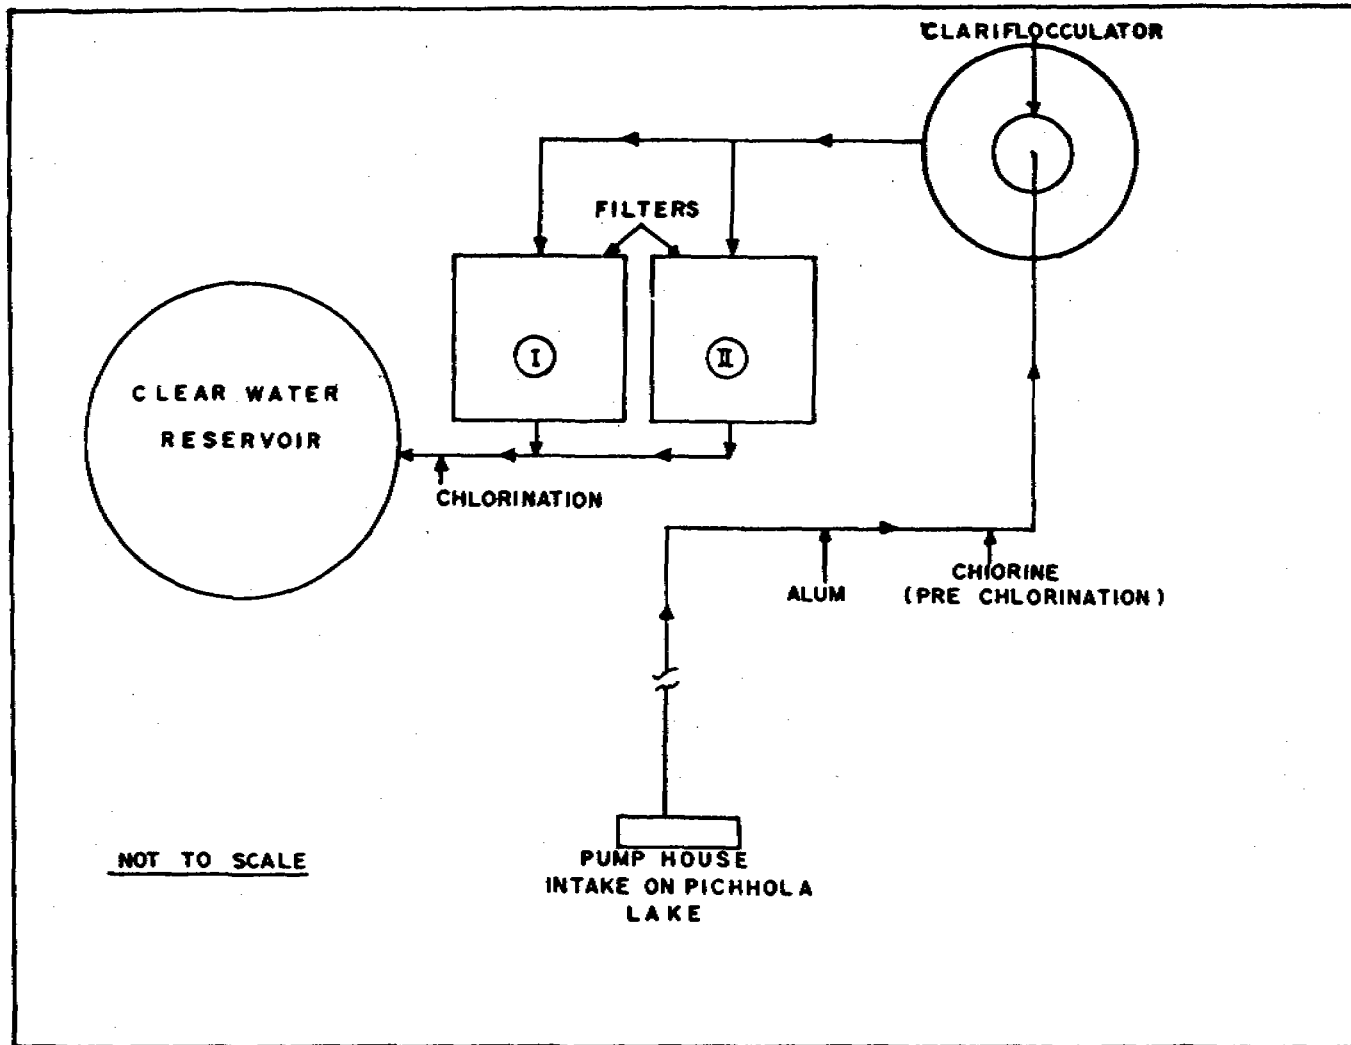 CLARIFLOCCULATOR
FILTERS
I
II
CLEAR WATER
RESERVOIR
CHLORINATION
ALUM
CHIORINE
(PRE CHLORINATION)
NOT TO SCALE
PUMP HOUSE
INTAKE ON PICHHOLA
LAKE